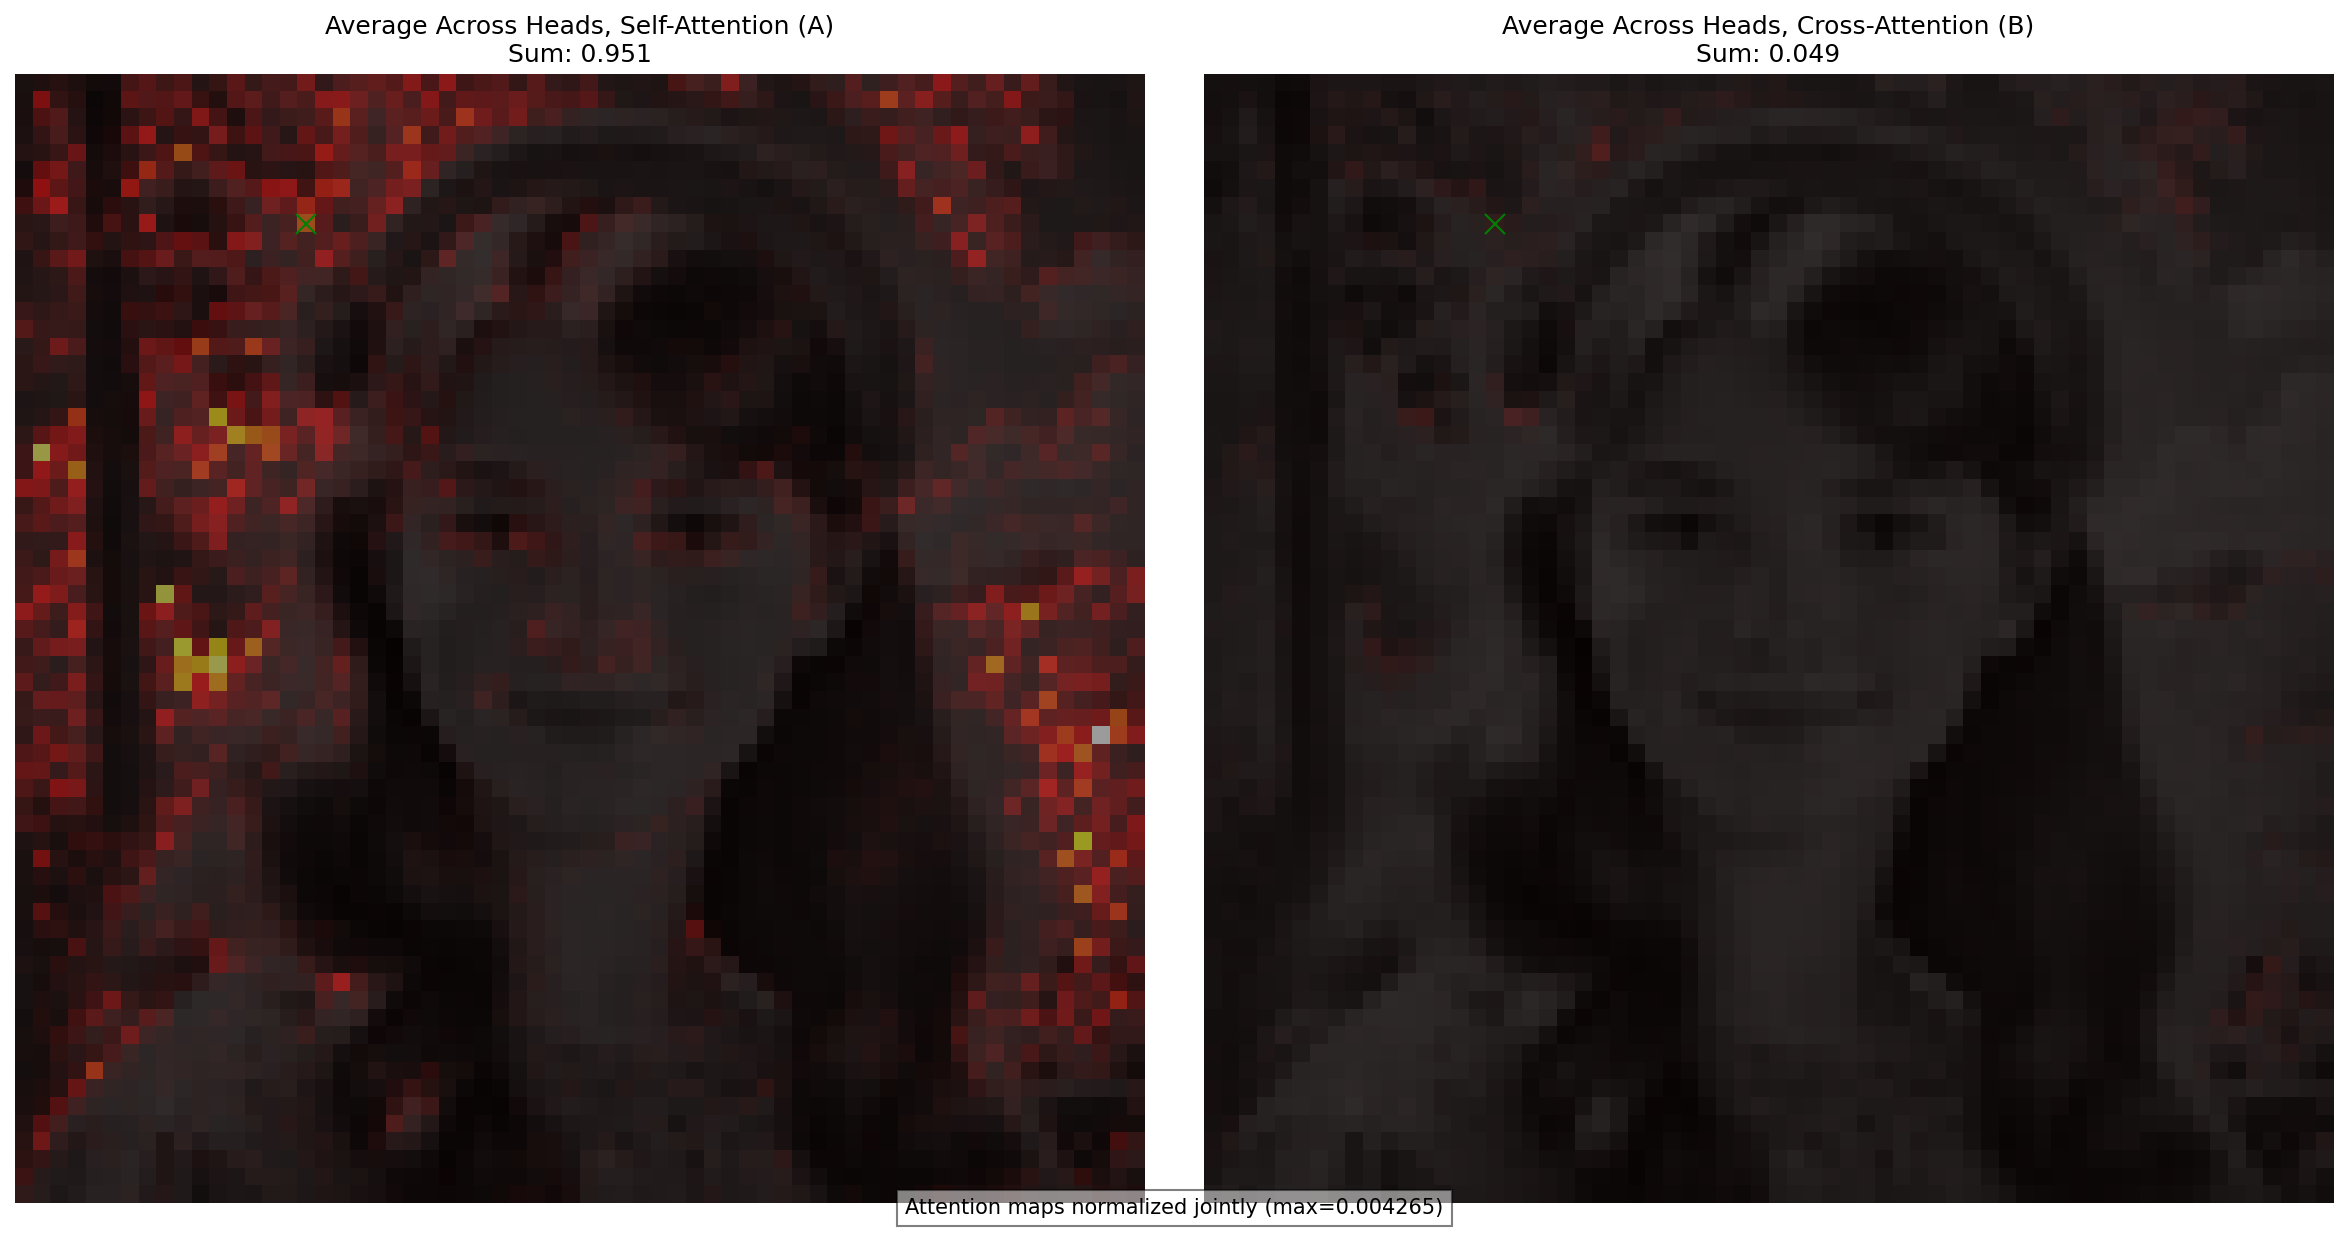 Average Across Heads, Self-Attention (A)
Sum: 0.951
Average Across Heads, Cross-Attention (B)
Sum: 0.049
Attention maps normalized jointly (max=0.004265)